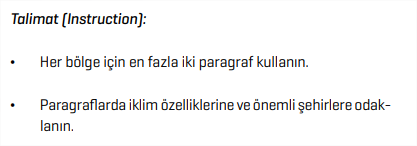 Talimat (Instruction):
• Her bölge için en fazla iki paragraf kullanın.
• Paragraflarda iklim özelliklerine ve önemli şehirlere odak-
lanın.